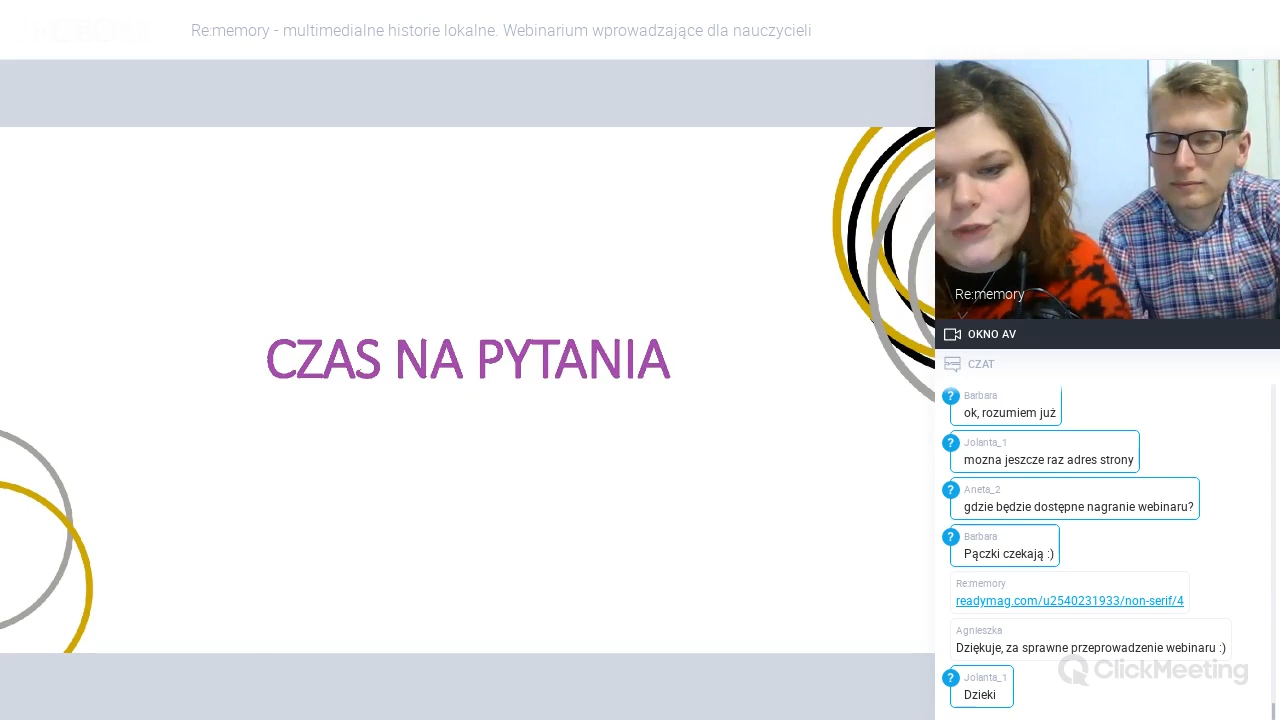 Re:memory - multimedialne historie lokalne. Webinarium wprowadzające dla nauczycieli
CZAS NA PYTANIA
Re:memory
OKNO AV
CZAT
Barbara
ok, rozumiem już
Jolanta_1
mozna jeszcze raz adres strony
Aneta_2
gdzie będzie dostępne nagranie webinaru?
Barbara
Pączki czekają :)
Re:memory
readymag.com/u2540231933/non-serif/4
Agnieszka
Dziękuje, za sprawne przeprowadzenie webinaru :)
ClickMeeting
Jolanta_1
Dzieki